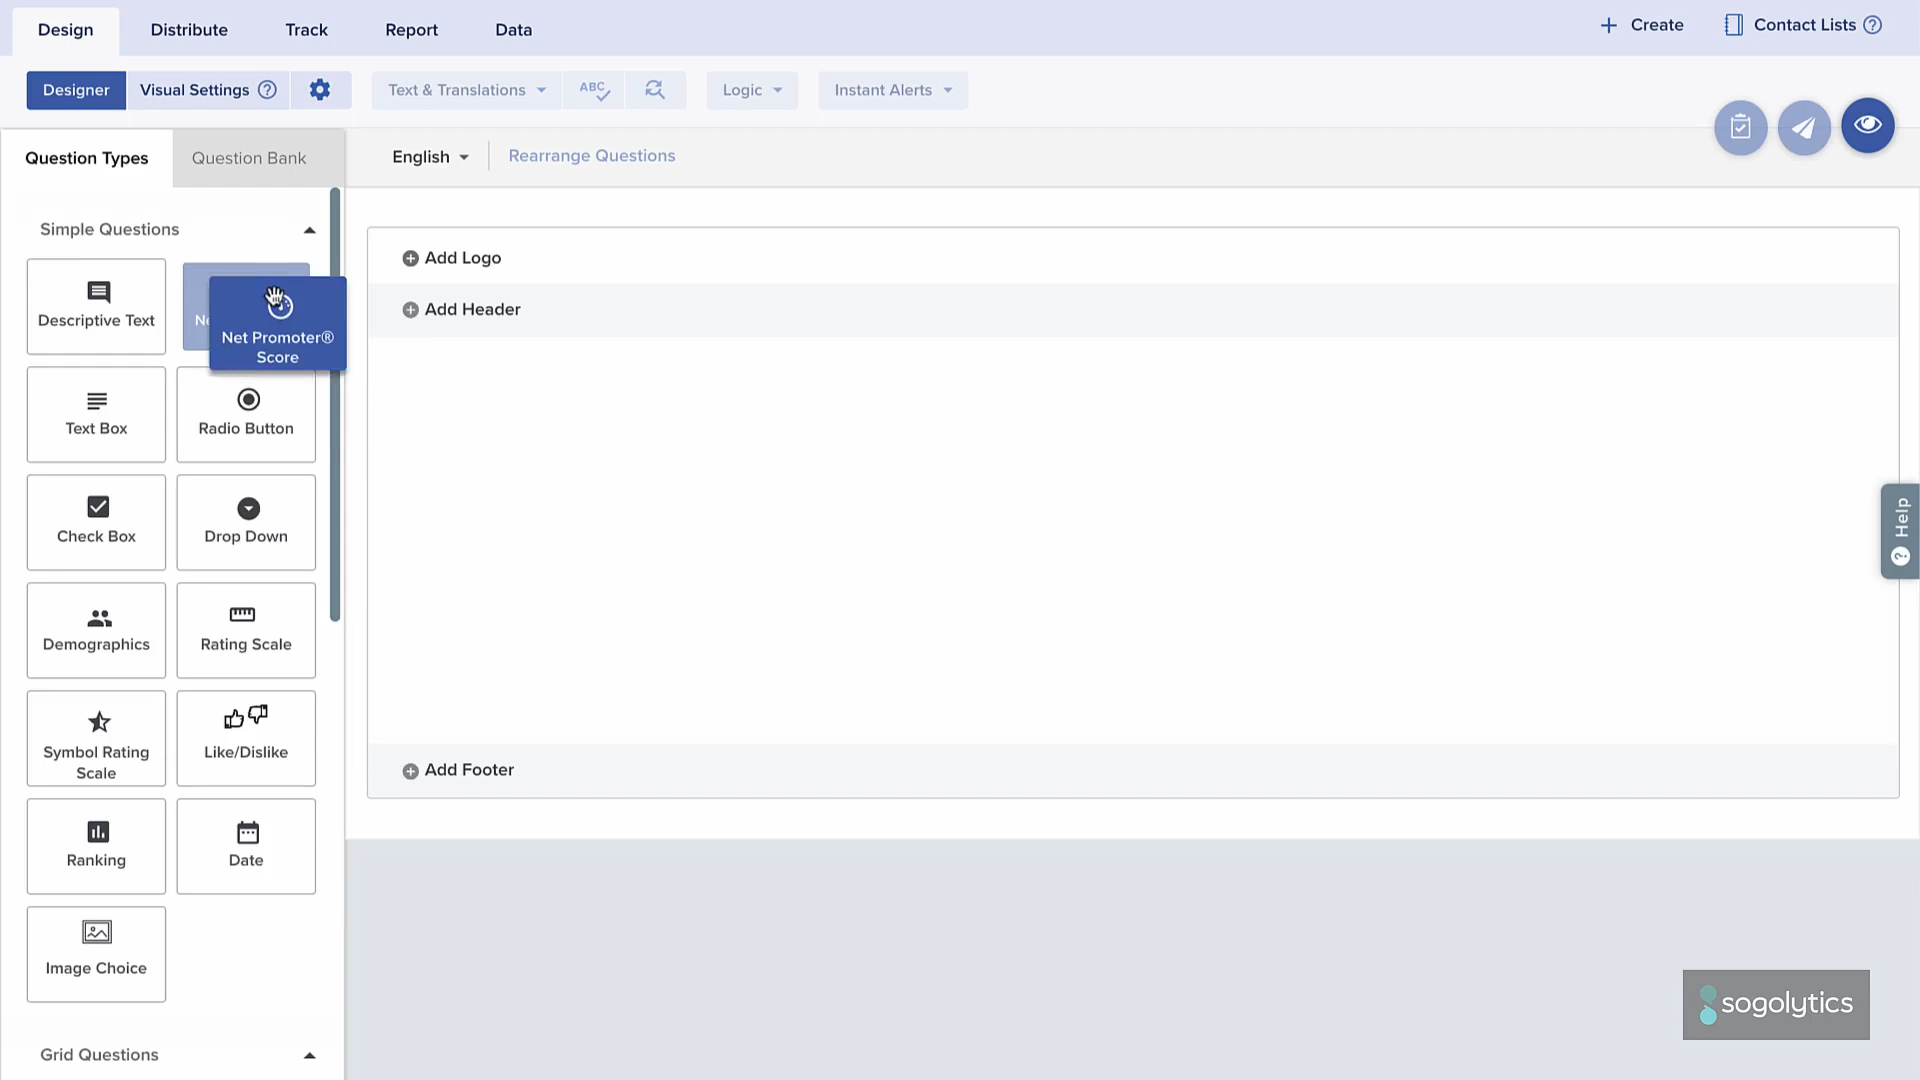 Design
Distribute
Track
Report
Data
Create
Contact Lists
Designer
Visual Settings
Text & Translations
ABC
Logic
Instant Alerts
Question Types
Question Bank
English
Rearrange Questions
Simple Questions
Descriptive Text
Ne
Net Promoter®
Score
Text Box
Radio Button
Check Box
Drop Down
Demographics
Rating Scale
Symbol Rating
Scale
Like/Dislike
Ranking
Date
Image Choice
Grid Questions
Add Logo
Add Header
Add Footer
? Help
sogolytics